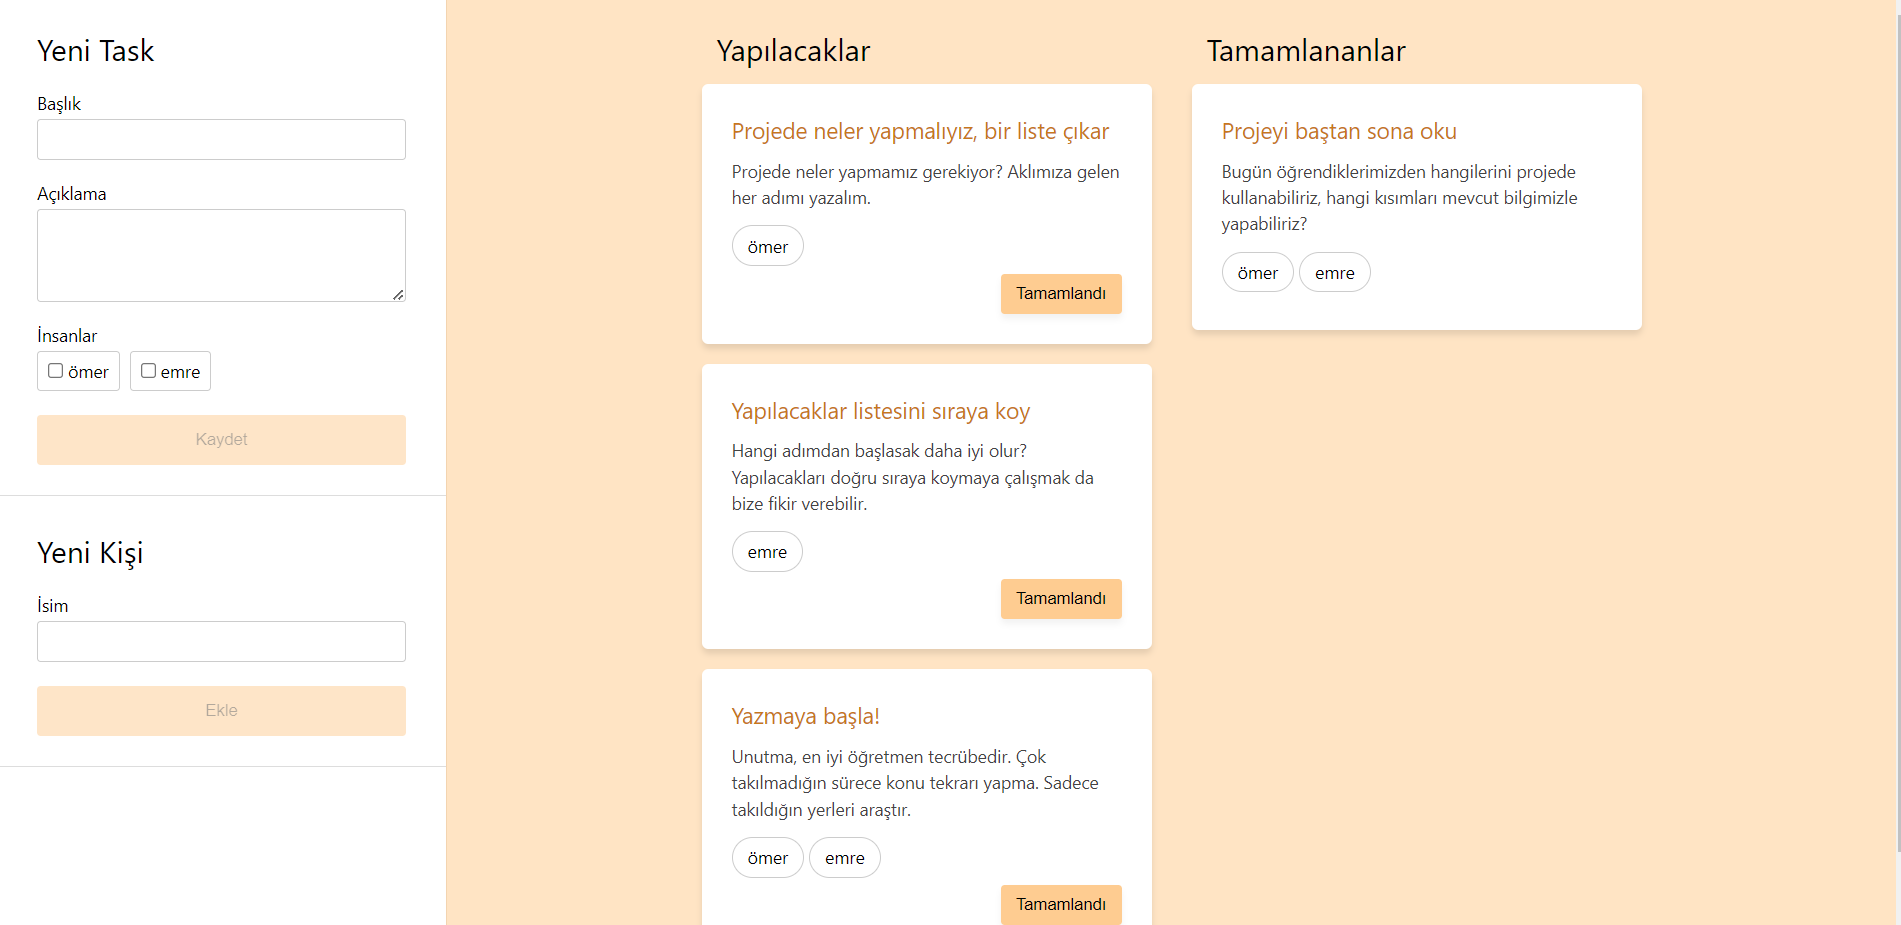 Yeni Task
Başlık
Açıklama
İnsanlar
ömer
emre
Kaydet
Yeni Kişi
İsim
Ekle
Yapılacaklar
Projede neler yapmalıyız, bir liste çıkar
Projede neler yapmamız gerekiyor? Aklımıza gelen
her adımı yazalım.
ömer
Tamamlandı
Yapılacaklar listesini sıraya koy
Hangi adımdan başlasak daha iyi olur?
Yapılacakları doğru sıraya koymaya çalışmak da
bize fikir verebilir.
emre
Tamamlandı
Yazmaya başla!
Unutma, en iyi öğretmen tecrübedir. Çok
takılmadığın sürece konu tekrarı yapma. Sadece
takıldığın yerleri araştır.
ömer
emre
Tamamlandı
Tamamlananlar
Projeyi baştan sona oku
Bugün öğrendiklerimizden hangilerini projede
kullanabiliriz, hangi kısımları mevcut bilgimizle
yapabiliriz?
ömer
emre